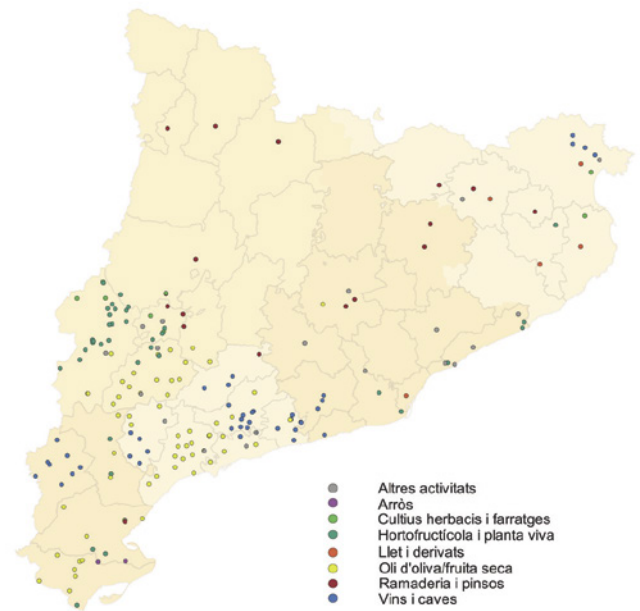 Altres activitats
Arròs
Cultius herbacis i farratges
Hortofructícola i planta viva
Llet i derivats
Oli d'oliva/fruita seca
Ramaderia i pinsos
Vins i caves